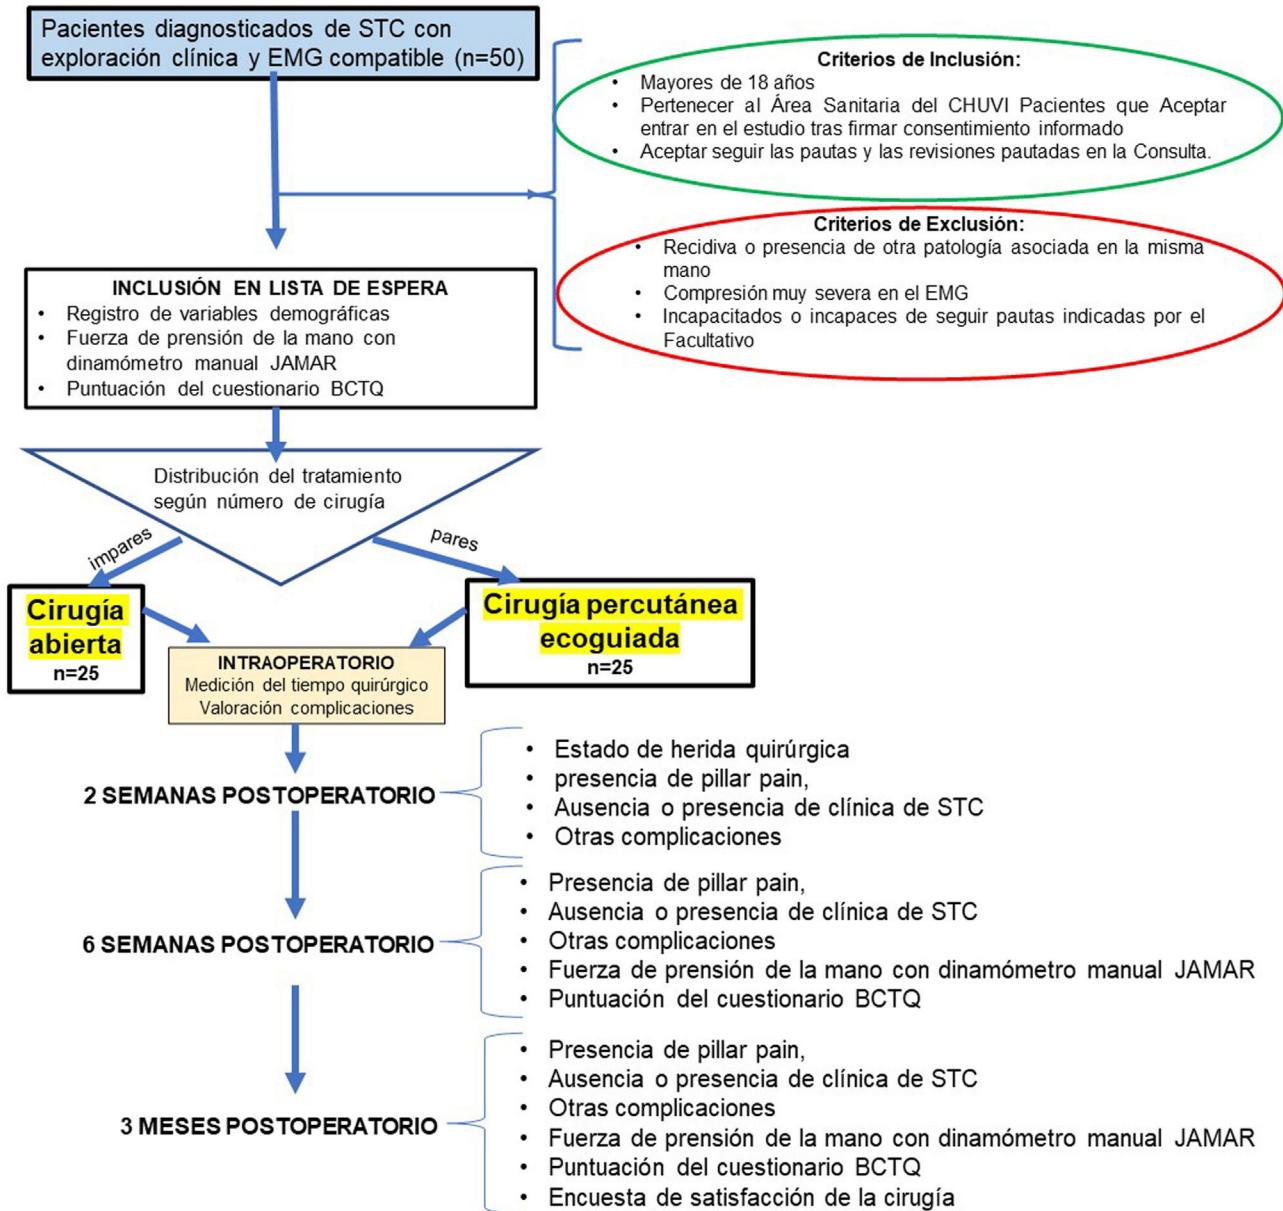 Pacientes diagnosticados de STC con
exploración clínica y EMG compatible (n=50)
Criterios de Inclusión:
• Mayores de 18 años
• Pertenecer al Área Sanitaria del CHUVI Pacientes que Aceptar
entrar en el estudio tras firmar consentimiento informado
• Aceptar seguir las pautas y las revisiones pautadas en la Consulta.
Criterios de Exclusión:
• Recidiva o presencia de otra patología asociada en la misma
mano
• Compresión muy severa en el EMG
• Incapacitados o incapaces de seguir pautas indicadas por el
Facultativo
INCLUSIÓN EN LISTA DE ESPERA
• Registro de variables demográficas
• Fuerza de prensión de la mano con
dinamómetro manual JAMAR
• Puntuación del cuestionario BCTQ
Distribución del tratamiento
según número de cirugía
impares
pares
Cirugía
abierta
n=25
Cirugía percutánea
ecoguiada
n=25
INTRAOPERATORIO
Medición del tiempo quirúrgico
Valoración complicaciones
2 SEMANAS POSTOPERATORIO
• Estado de herida quirúrgica
• presencia de pillar pain,
• Ausencia o presencia de clínica de STC
• Otras complicaciones
6 SEMANAS POSTOPERATORIO
• Presencia de pillar pain,
• Ausencia o presencia de clínica de STC
• Otras complicaciones
• Fuerza de prensión de la mano con dinamómetro manual JAMAR
• Puntuación del cuestionario BCTQ
3 MESES POSTOPERATORIO
• Presencia de pillar pain,
• Ausencia o presencia de clínica de STC
• Otras complicaciones
• Fuerza de prensión de la mano con dinamómetro manual JAMAR
• Puntuación del cuestionario BCTQ
• Encuesta de satisfacción de la cirugía